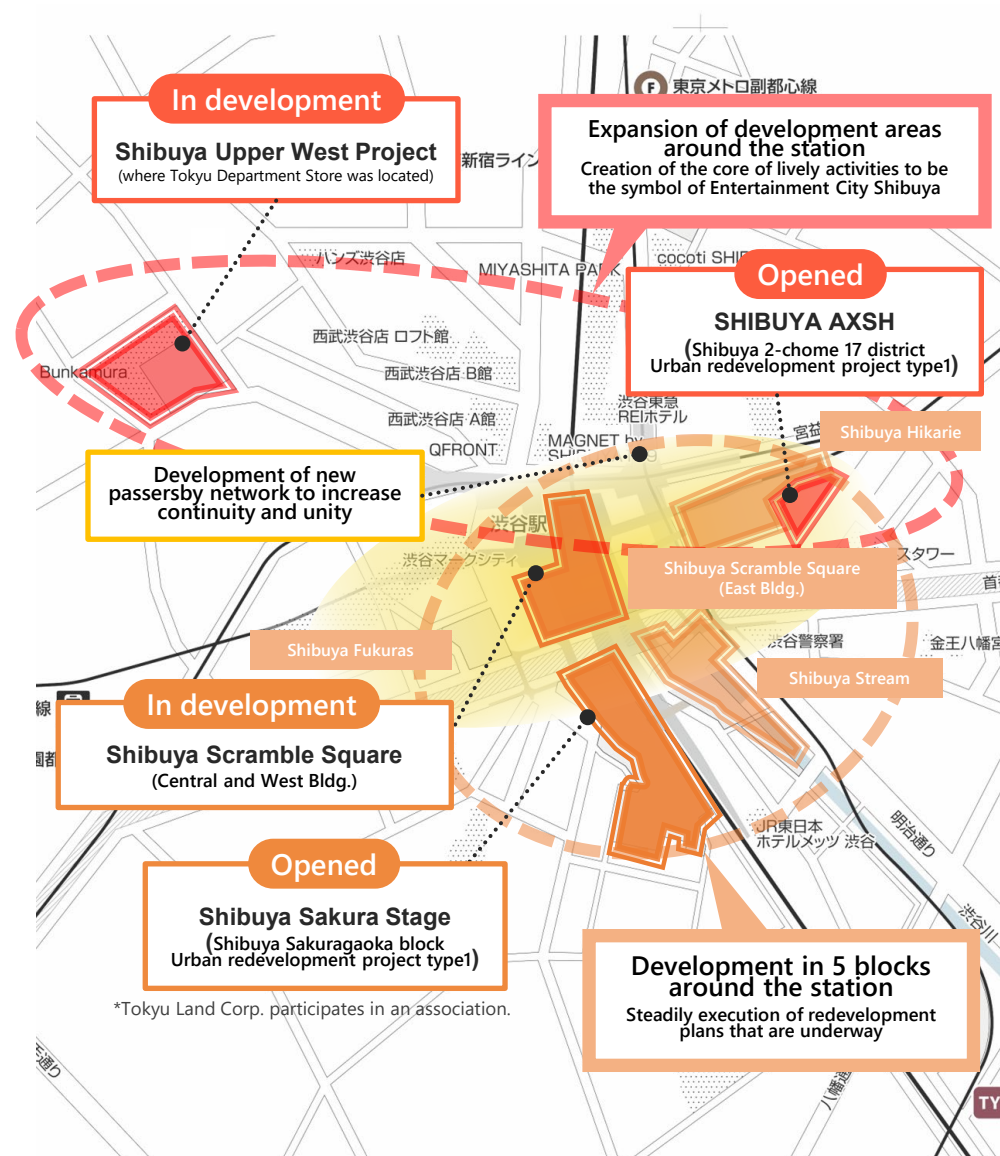 東京メトロ副都心線
F
In development
Shibuya Upper West Project
(where Tokyu Department Store was located)
新宿ライン
Expansion of development areas
around the station
Creation of the core of lively activities to be
the symbol of Entertainment City Shibuya
ハンズ渋谷店
MIYASHITA PARK
cocoti SHI
Opened
SHIBUYA AXSH
(Shibuya 2-chome 17 district
Urban redevelopment project type1)
西武渋谷店 ロフト館
Bunkamura
西武渋谷店 B館
西武渋谷店 A館
QFRONT
渋谷東急
REIホテル
MAGNET by
SHIBUYA109
宮益
Shibuya Hikarie
Development of new
passersby network to increase
continuity and unity
渋谷駅
渋谷マークシティ
Shibuya Scramble Square
(East Bldg.)
スタワー
首
Shibuya Fukuras
渋谷警察署
金王八幡宮
Shibuya Stream
線
In development
Shibuya Scramble Square
(Central and West Bldg.)
園都
JR東日本
ホテルメッツ 渋谷
明治通り
Opened
Shibuya Sakura Stage
(Shibuya Sakuragaoka block
Urban redevelopment project type1)
*Tokyu Land Corp. participates in an association.
渋谷川
Development in 5 blocks
around the station
Steadily execution of redevelopment
plans that are underway
八幡通
TY